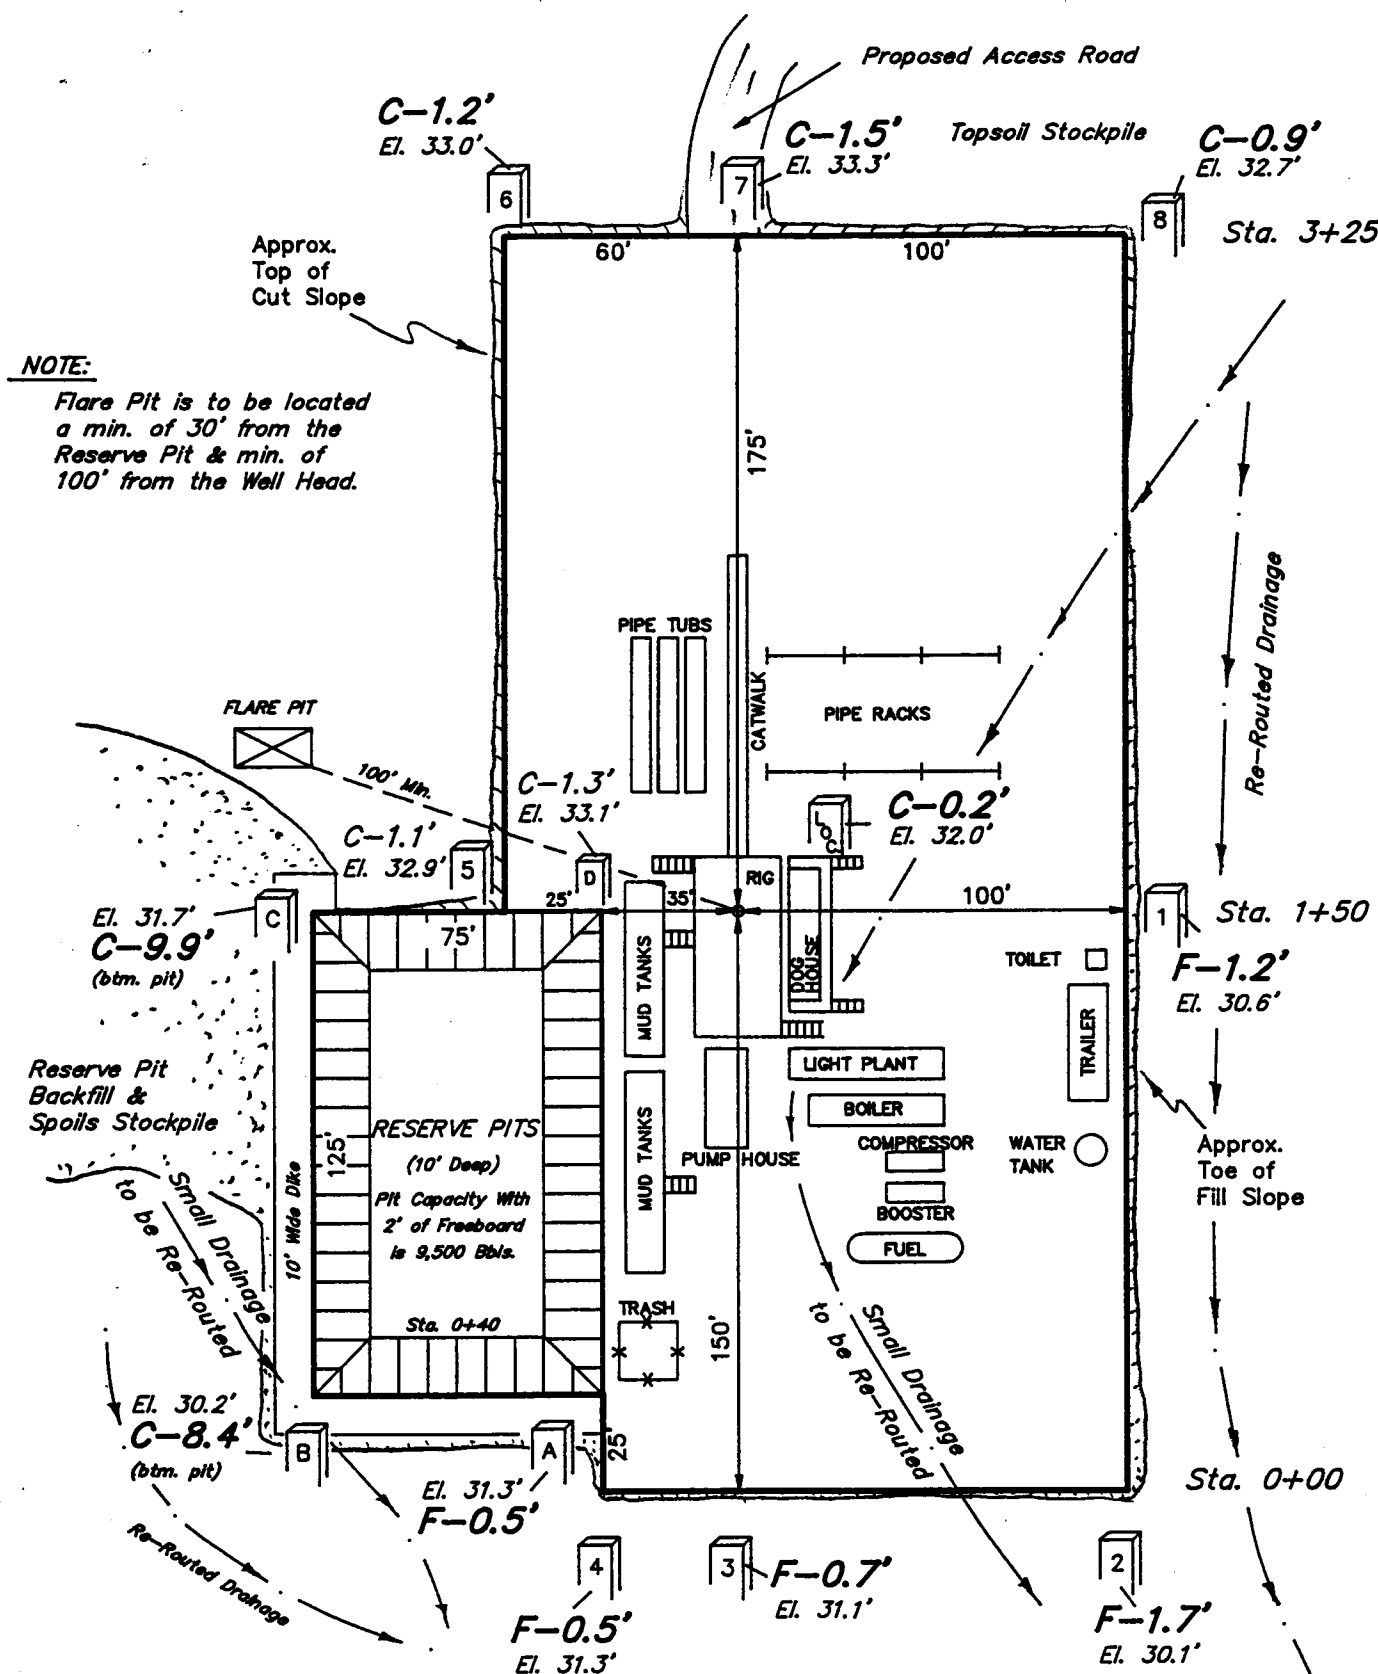 Proposed Access Road
C-1.2'
El. 33.0'
C-1.5'
El. 33.3'
Topsoil Stockpile
C-0.9'
El. 32.7'
6
7
8
Sta. 3+25
60'
100'
Approx.
Top of
Cut Slope
NOTE:
Flare Pit is to be located
a min. of 30' from the
Reserve Pit & min. of
100' from the Well Head.
175'
Re-Routed Drainage
PIPE TUBS
CATWALK
PIPE RACKS
FLARE PIT
100' Min.
C-1.3'
El. 33.1'
LOC
C-0.2'
El. 32.0'
C-1.1'
El. 32.9'
5
D
RIG
El. 31.7'
C-9.9'
(btm. pit)
C
75'
25'
35'
100'
1
Sta. 1+50
F-1.2'
El. 30.6'
MUD TANKS
DOG
HOUSE
TOILET
TRAILER
LIGHT PLANT
BOILER
COMPRESSOR
BOOSTER
FUEL
WATER
TANK
PUMP HOUSE
MUD TANKS
Approx.
Toe of
Fill Slope
Reserve Pit
Backfill &
Spoils Stockpile
10' Wide Dike
125'
RESERVE PITS
(10' Deep)
Pit Capacity With
2' of Freeboard
is 9,500 Bbls.
Sta. 0+40
Small Drainage
to be Re-Routed
TRASH
150'
Small Drainage
to be Re-Routed
El. 30.2'
C-8.4'
(btm. pit)
B
A
25'
El. 31.3'
F-0.5'
Sta. 0+00
Re-Routed Drainage
4
3
2
F-0.5'
El. 31.3'
F-0.7'
El. 31.1'
F-1.7'
El. 30.1'